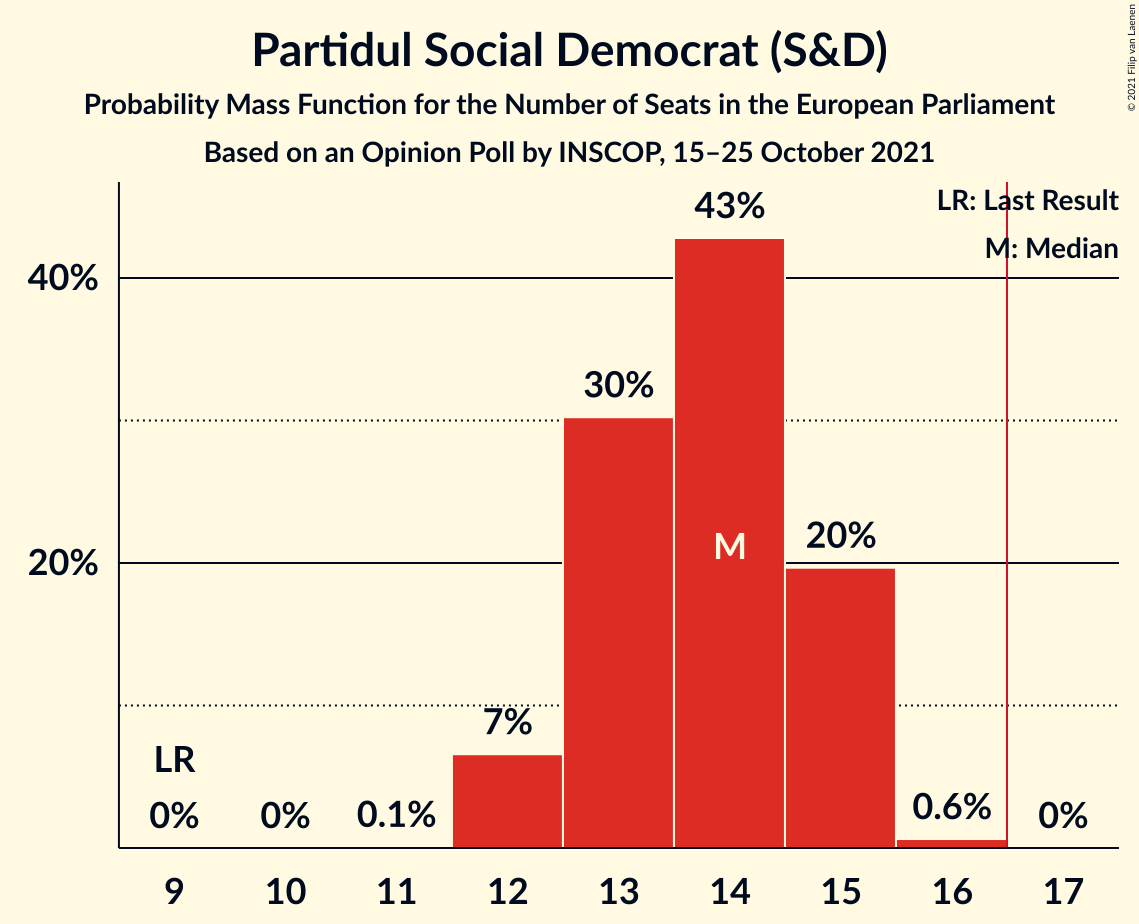 Partidul Social Democrat (S&D)
Probability Mass Function for the Number of Seats in the European Parliament
Based on an Opinion Poll by INSCOP, 15–25 October 2021
© 2021 Filip van Laenen
LR: Last Result
M: Median
43%
40%
30%
20%
M
20%
7%
LR
0%
0%
0.1%
0.6%
0%
9 10 11 12 13 14 15 16 17